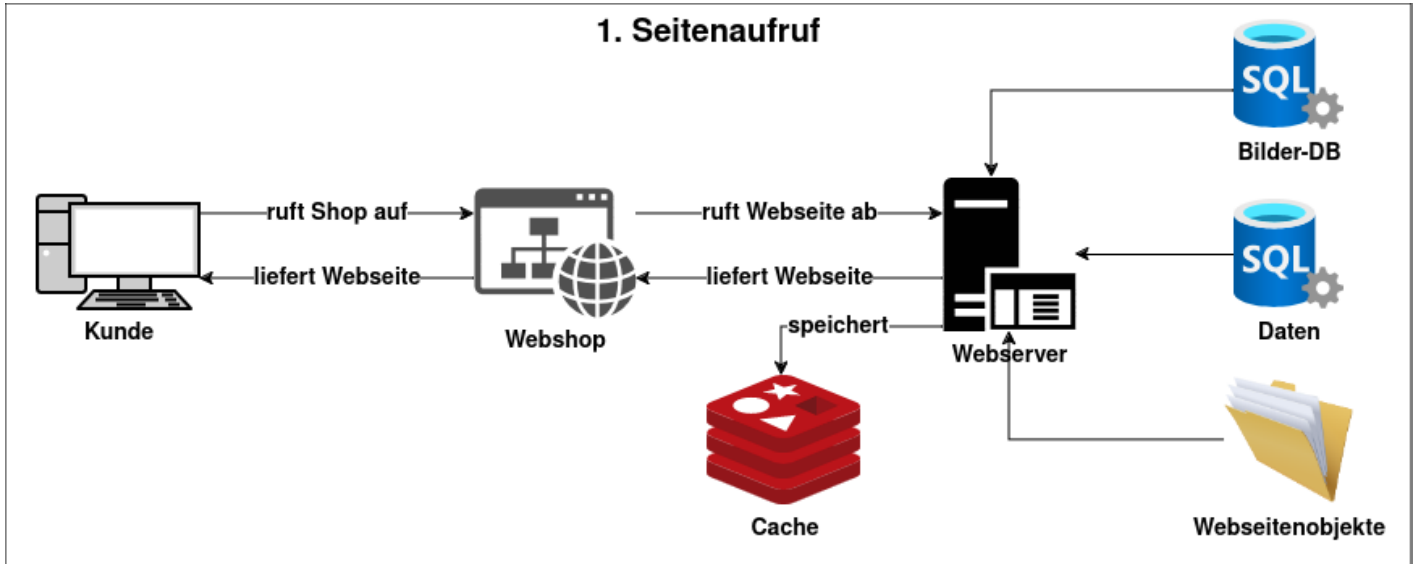 1. Seitenaufruf
SQL
Bilder-DB
ruft Shop auf
ruft Webseite ab
liefert Webseite
liefert Webseite
SQL
Kunde
Webshop
speichert
Webserver
Daten
Cache
Webseitenobjekte